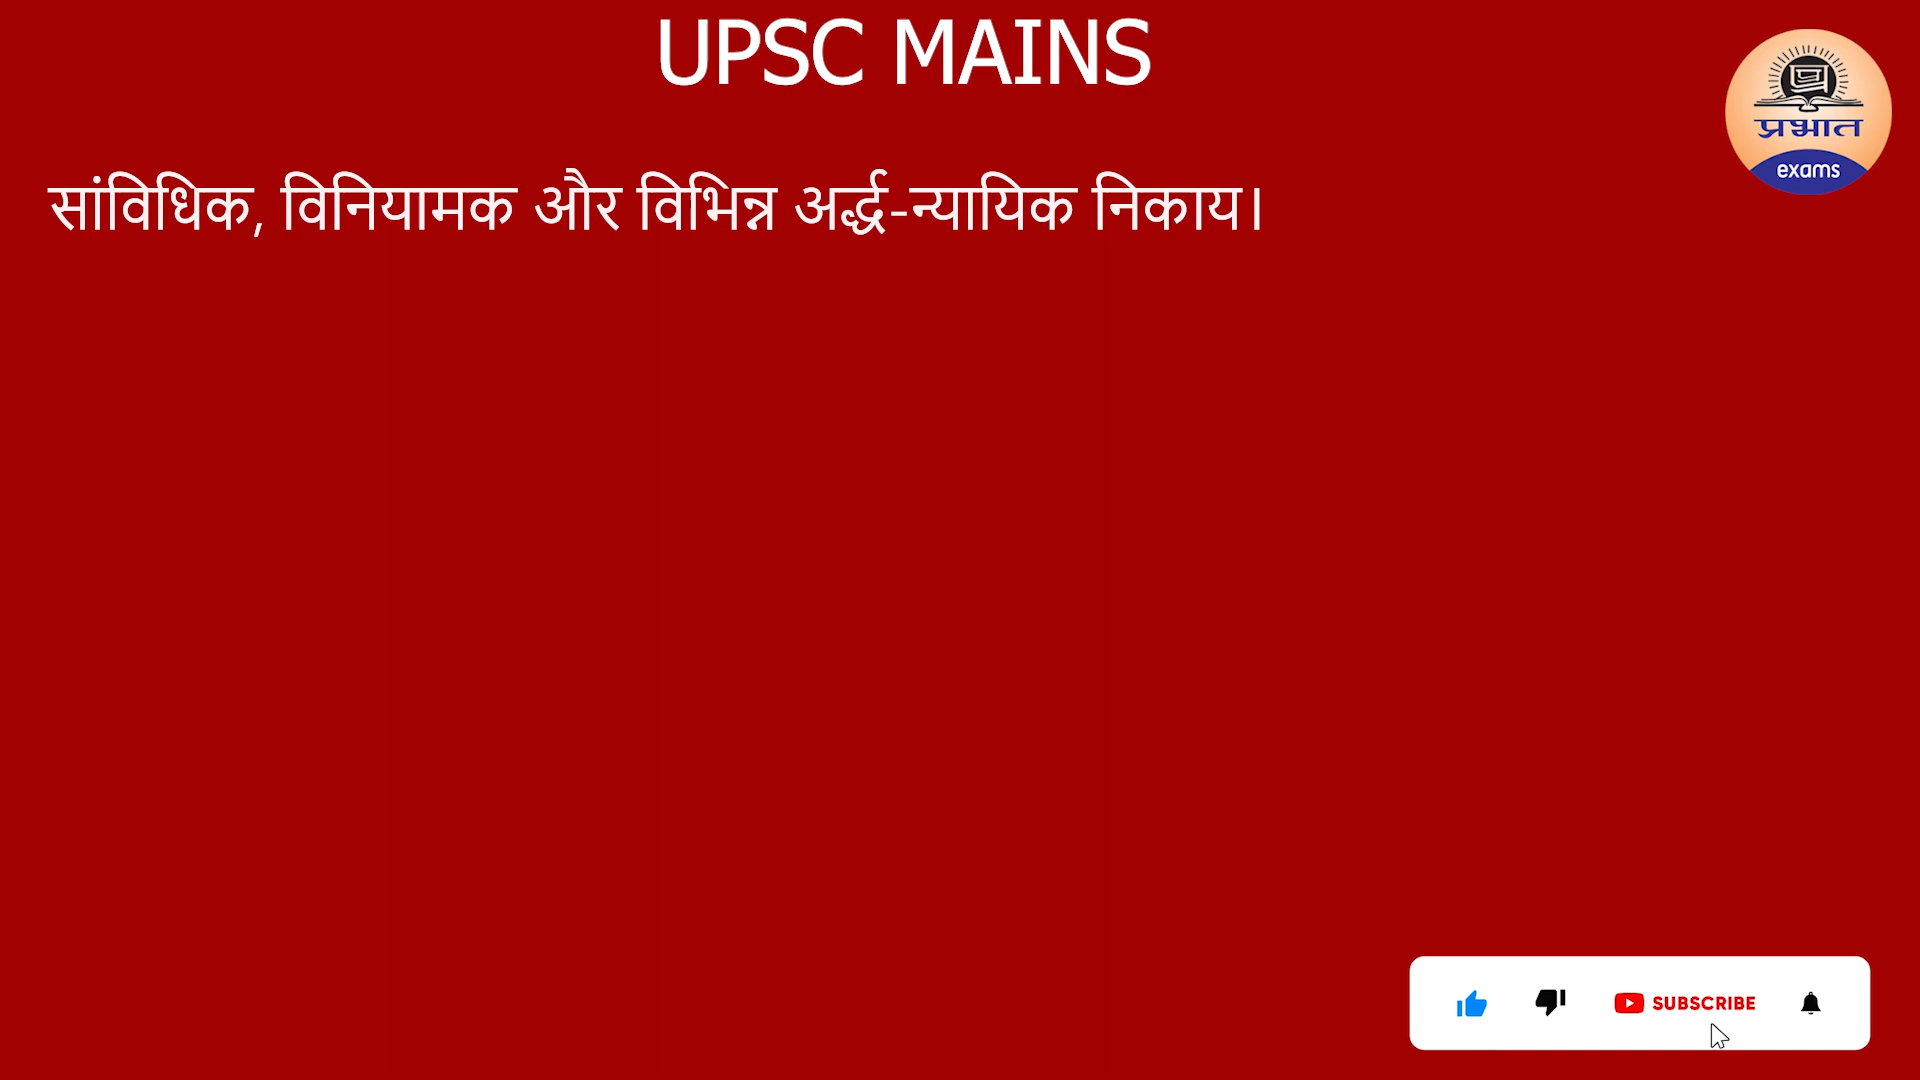 UPSC MAINS
सांविधिक, विनियामक और विभिन्न अर्द्ध-न्यायिक निकाय।
प्रभात
exams
SUBSCRIBE